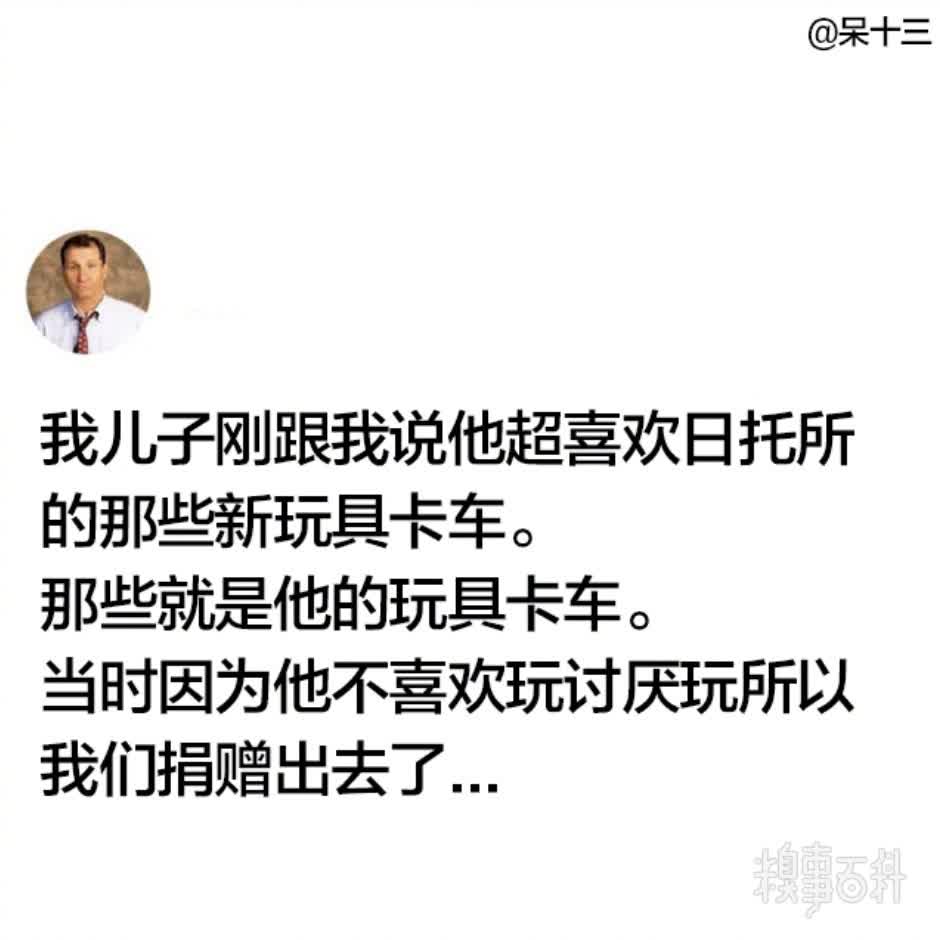 @呆十三
我儿子刚跟我说他超喜欢日托所
的那些新玩具卡车。
那些就是他的玩具卡车。
当时因为他不喜欢玩讨厌玩所以
我们捐赠出去了...
糗事百科